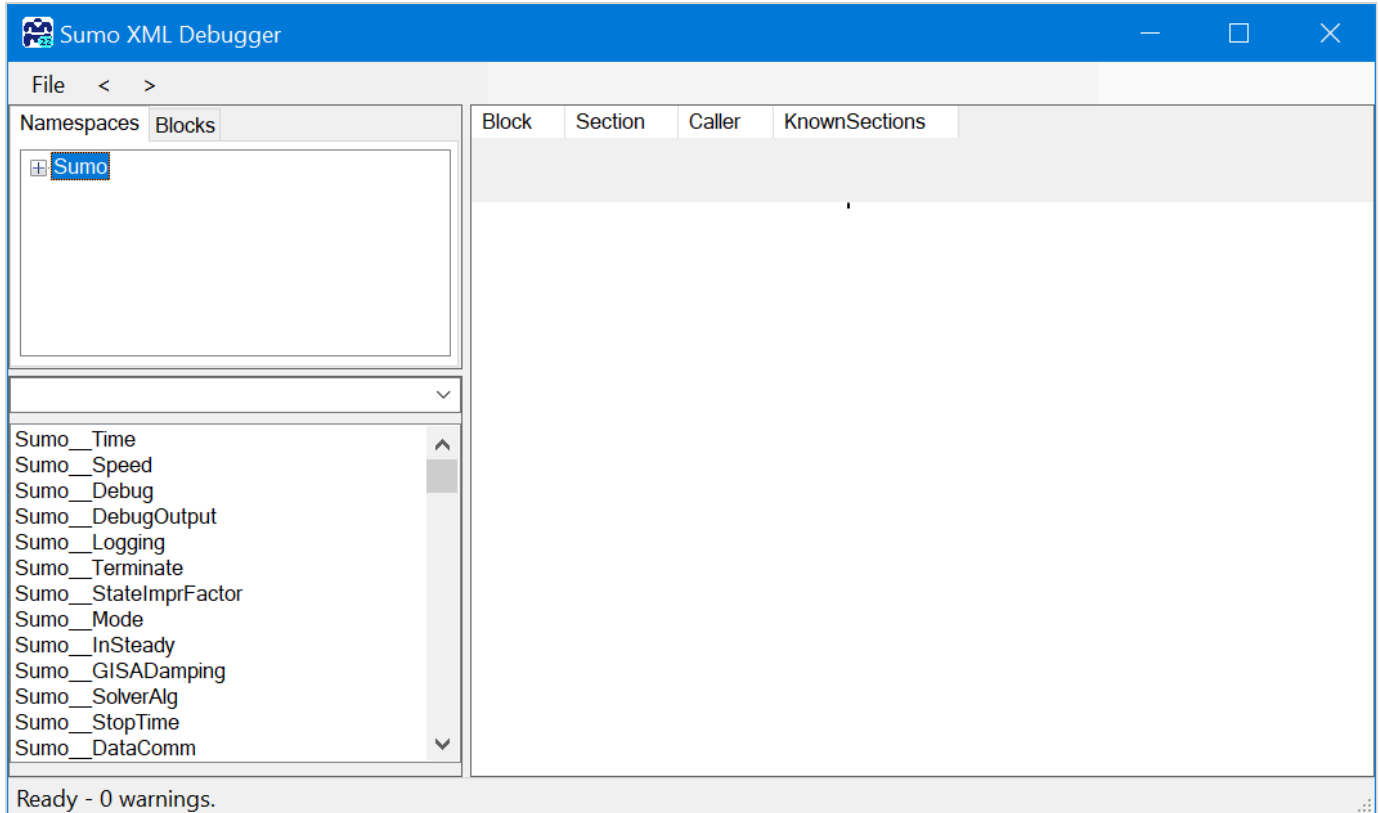 Sumo XML Debugger
File < >
Namespaces Blocks
Block Section Caller KnownSections
Sumo
Sumo__Time
Sumo__Speed
Sumo__Debug
Sumo__DebugOutput
Sumo__Logging
Sumo__Terminate
Sumo__StateImprFactor
Sumo__Mode
Sumo__InSteady
Sumo__GISADamping
Sumo__SolverAlg
Sumo__StopTime
Sumo__DataComm
Ready - 0 warnings.